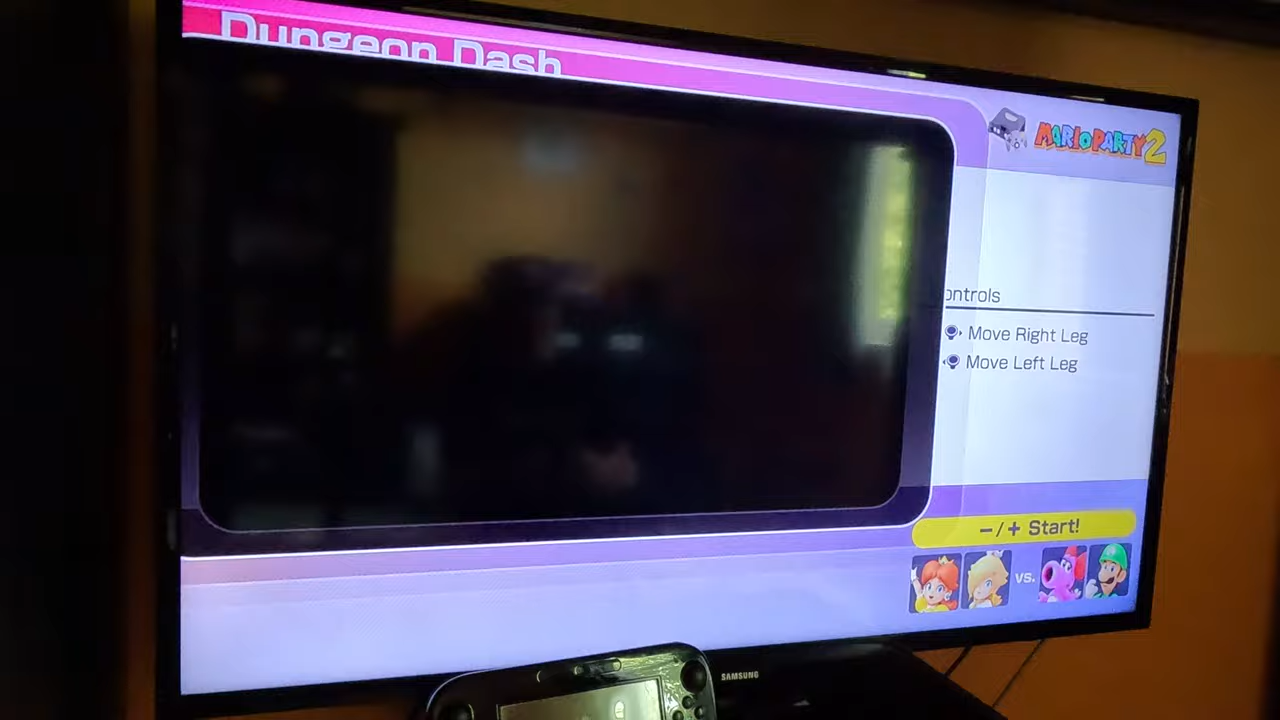 Dungeon Dash
MARIO PARTY 2
ontrols
Move Right Leg
Move Left Leg
−/+ Start!
vs.
SAMSUNG